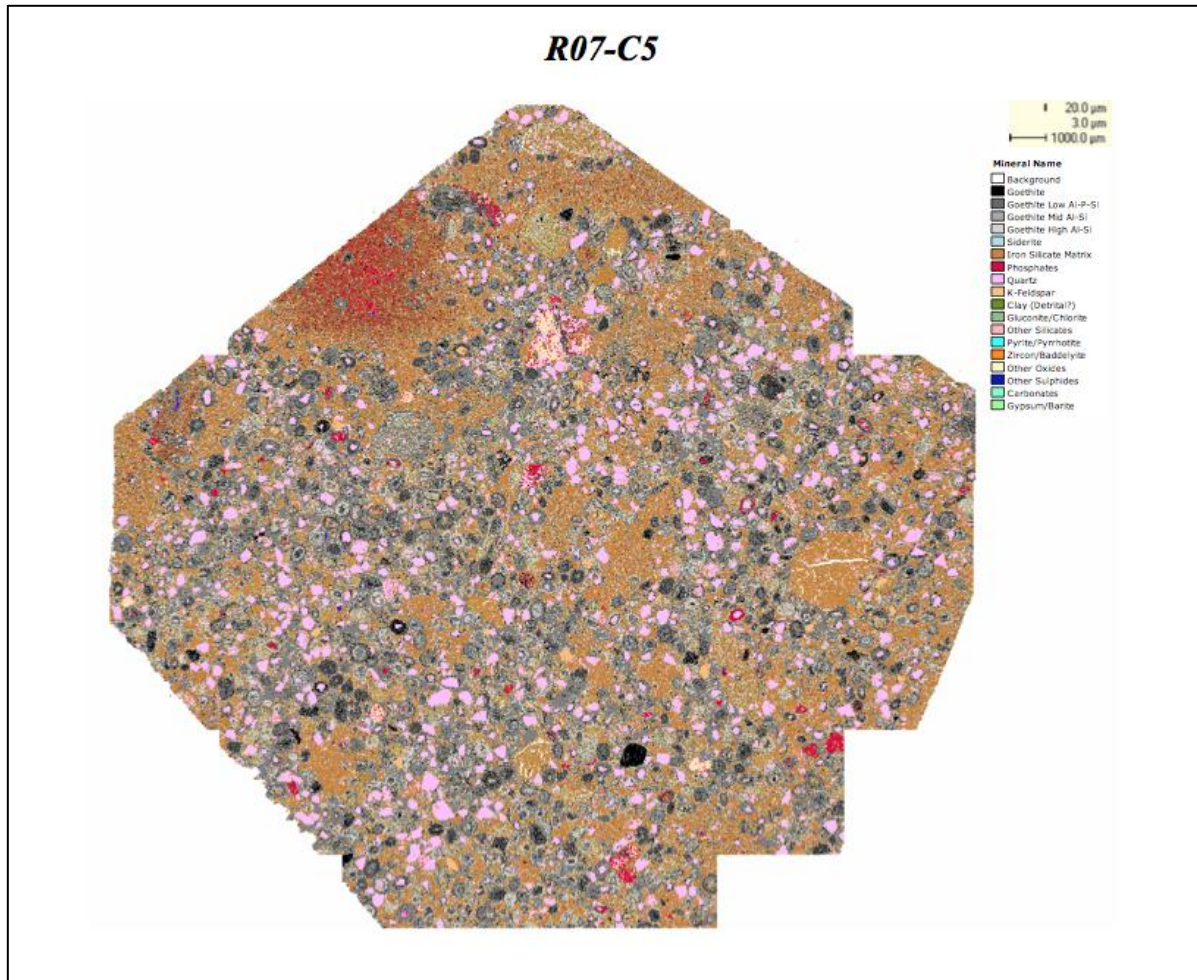 R07-C5
20.0 µm
3.0 µm
1000.0 µm
Mineral Name
Background
Goethite
Goethite Low Al-P-Si
Goethite Mid Al-Si
Goethite High Al-Si
Siderite
Iron Silicate Matrix
Phosphates
Quartz
K-Feldspar
Clay (Detrital?)
Gluconite/Chlorite
Other Silicates
Pyrite/Pyrrhotite
Zircon/Baddelyite
Other Oxides
Other Sulphides
Carbonates
Gypsum/Barite